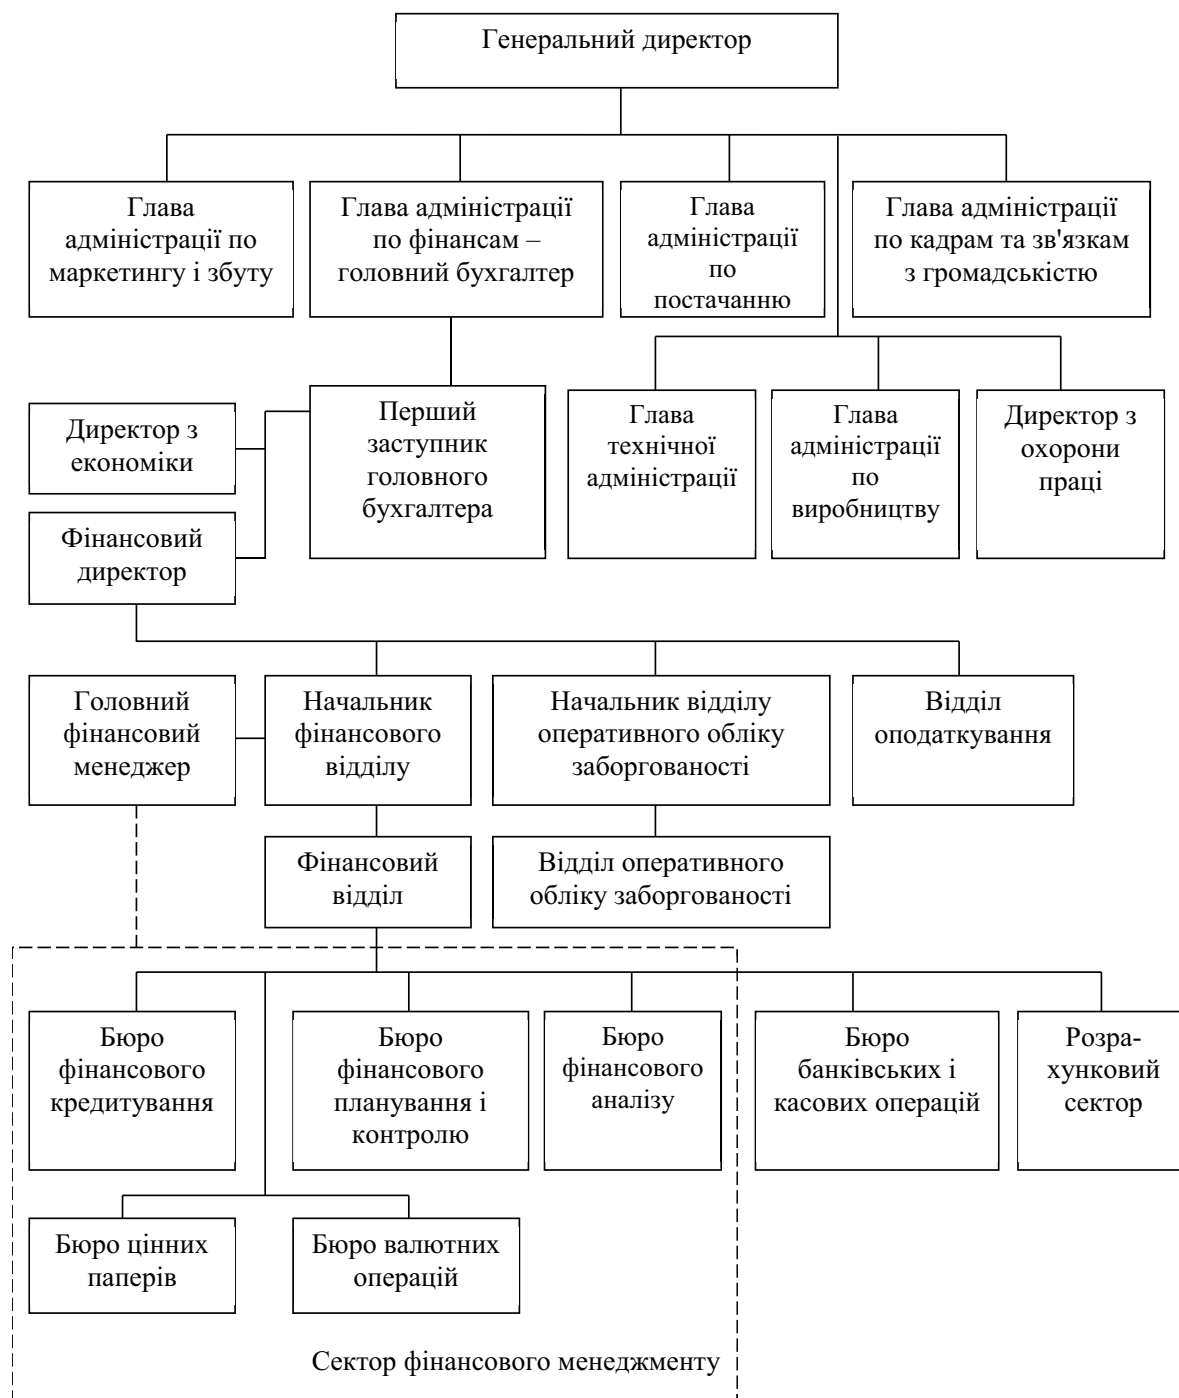 Генеральний директор
Глава
адміністрації по
маркетингу і збуту
Глава адміністрації
по фінансам –
головний бухгалтер
Глава
адміністрації
по
постачанню
Глава адміністрації
по кадрам та зв'язкам
з громадськістю
Директор з
економіки
Перший
заступник
головного
бухгалтера
Глава
технічної
адміністрації
Глава
адміністрації
по
виробництву
Директор з
охорони
праці
Фінансовий
директор
Головний
фінансовий
менеджер
Начальник
фінансового
відділу
Начальник відділу
оперативного обліку
заборгованості
Відділ
оподаткування
Фінансовий
відділ
Відділ оперативного
обліку заборгованості
Бюро
фінансового
кредитування
Бюро
фінансового
планування і
контролю
Бюро
фінансового
аналізу
Бюро
банківських і
касових операцій
Розра-
хунковий
сектор
Бюро цінних
паперів
Бюро валютних
операцій
Сектор фінансового менеджменту